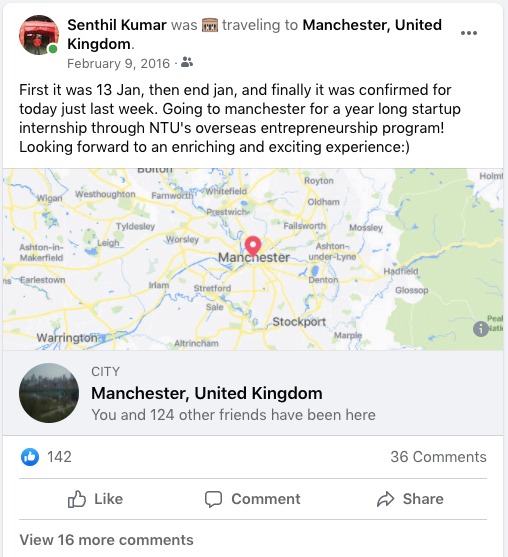 Senthil Kumar was traveling to Manchester, United
Kingdom.
February 9, 2016 ·
First it was 13 Jan, then end jan, and finally it was confirmed for
today just last week. Going to manchester for a year long startup
internship through NTU's overseas entrepreneurship program!
Looking forward to an enriching and exciting experience:)
Bolton
Royton
Holmf
Wigan
Westhoughton
Farnworth
Whitefield
Oldham
Prestwich
Tyldesley
Failsworth
Mossley
Ashton-in-
Makerfield
Leigh
Worsley
Ashton-
under-Lyne
Manchester
Hadfield
Earlestown
Irlam
Stretford
Denton
Glossop
Sale
Stockport
Peak
Nati
Warrington
Altrincham
Marple
CITY
Manchester, United Kingdom
You and 124 other friends have been here
142
36 Comments
Like
Comment
Share
View 16 more comments